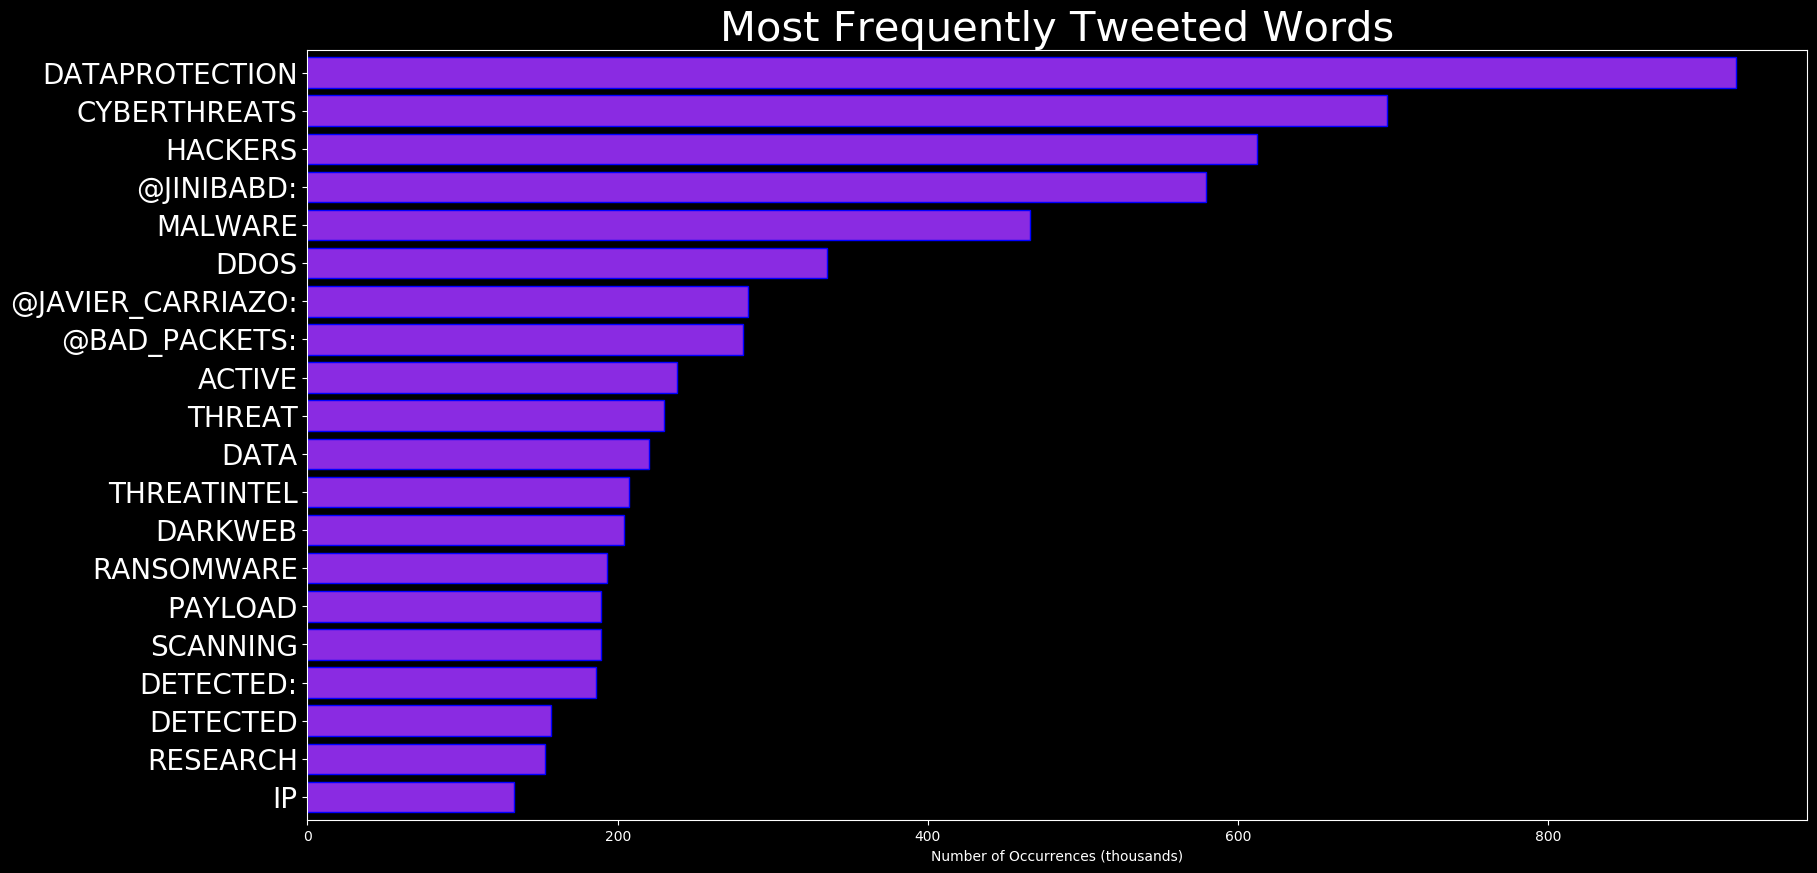 Most Frequently Tweeted Words
DATAPROTECTION
CYBERTHREATS
HACKERS
@JINIBABD:
MALWARE
DDOS
@JAVIER_CARRIAZO:
@BAD_PACKETS:
ACTIVE
THREAT
DATA
THREATINTEL
DARKWEB
RANSOMWARE
PAYLOAD
SCANNING
DETECTED:
DETECTED
RESEARCH
IP
0 200 400 600 800
Number of Occurrences (thousands)